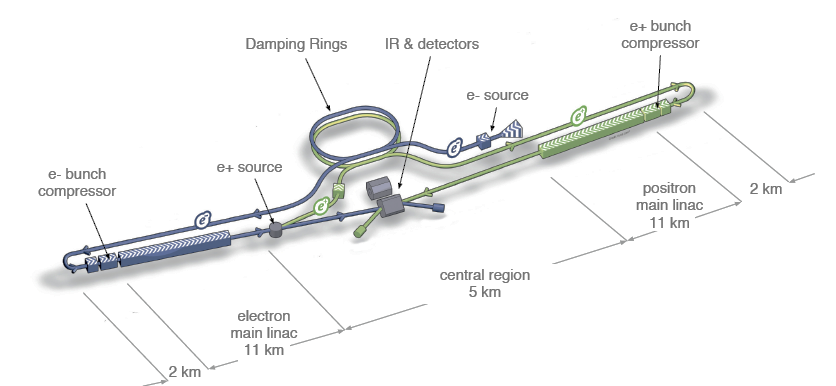 e+ bunch
compressor
Damping Rings
IR & detectors
e- source
e+ source
e- bunch
compressor
positron
main linac
11 km
2 km
central region
5 km
electron
main linac
11 km
2 km